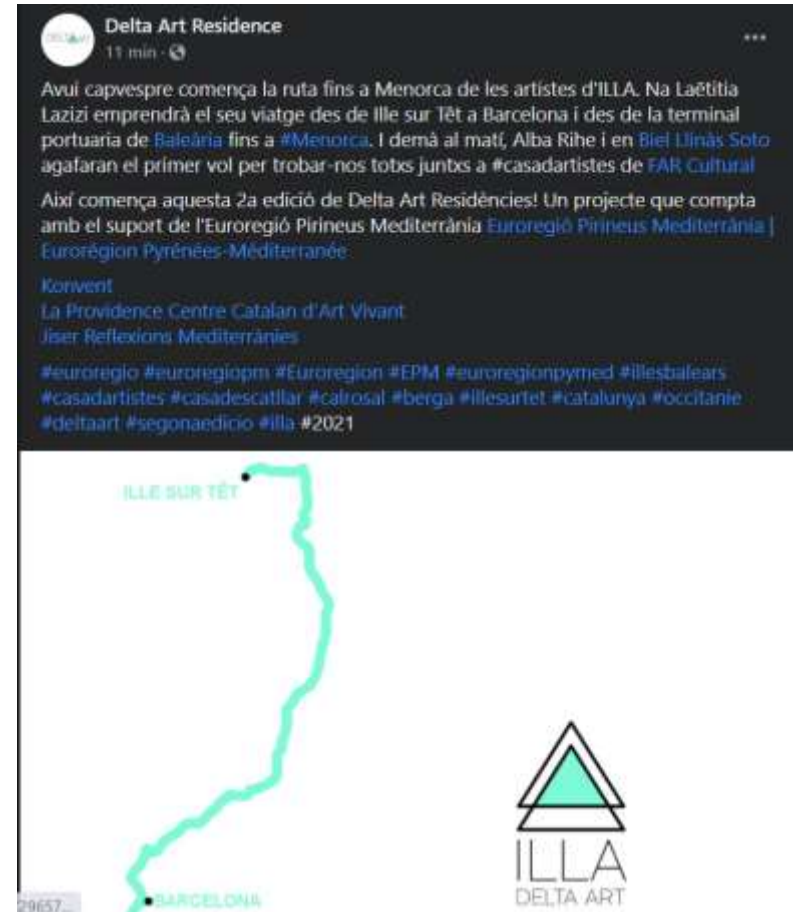 Delta Art Residence
11 min ·
Avui capvespre comença la ruta fins a Menorca de les artistes d'ILLA. Na Laëtitia
Lazizi emprendrà el seu viatge des de Ille sur Têt a Barcelona i des de la terminal
portuaria de Baleària fins a #Menorca. I demà al matí, Alba Rihe i en Biel Llinàs Soto
agafaran el primer vol per trobar-nos totxs juntxs a #casadartistes de FAR Cultural
Així comença aquesta 2a edició de Delta Art Residències! Un projecte que compta
amb el suport de l'Euroregió Pirineus Mediterrània Euroregió Pirineus Mediterrània |
Eurorégion Pyrénées-Méditerranée
Konvent
La Providence Centre Catalan d'Art Vivant
Jiser Reflexions Mediterrànies
#euroregio #euroregiopm #Euroregion #EPM #euroregionpymed #illesbalears
#casadartistes #casadescatllar #calrosal #berga #illesurtet #catalunya #occitanie
#deltaart #segonaedicio #illa #2021
ILLE SUR TÊT
ILLA
DELTA ART
BARCELONA
29657...